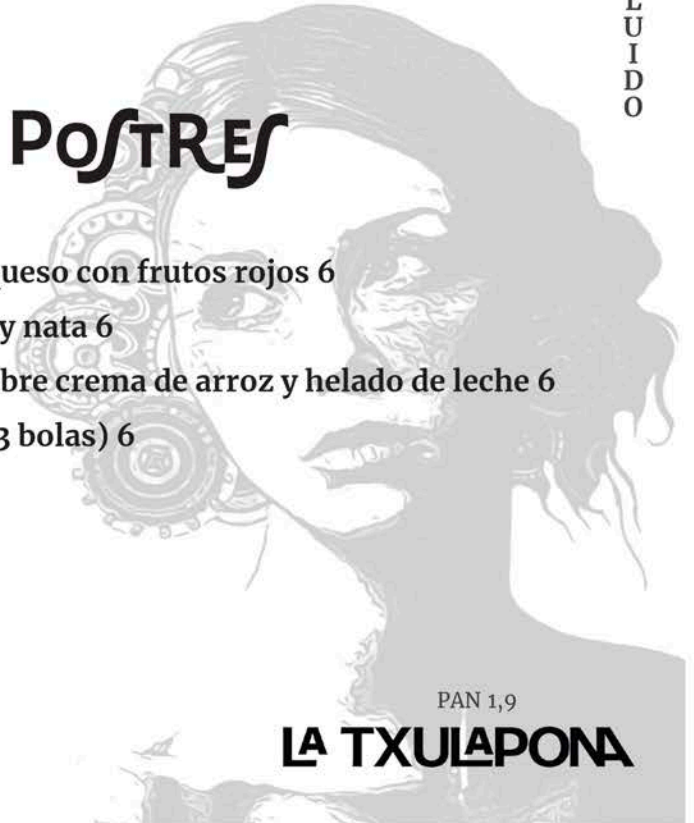 LUIDO
POSTRES
ueso con frutos rojos 6
y nata 6
bre crema de arroz y helado de leche 6
3 bolas) 6
PAN 1,9
LA TXULAPONA